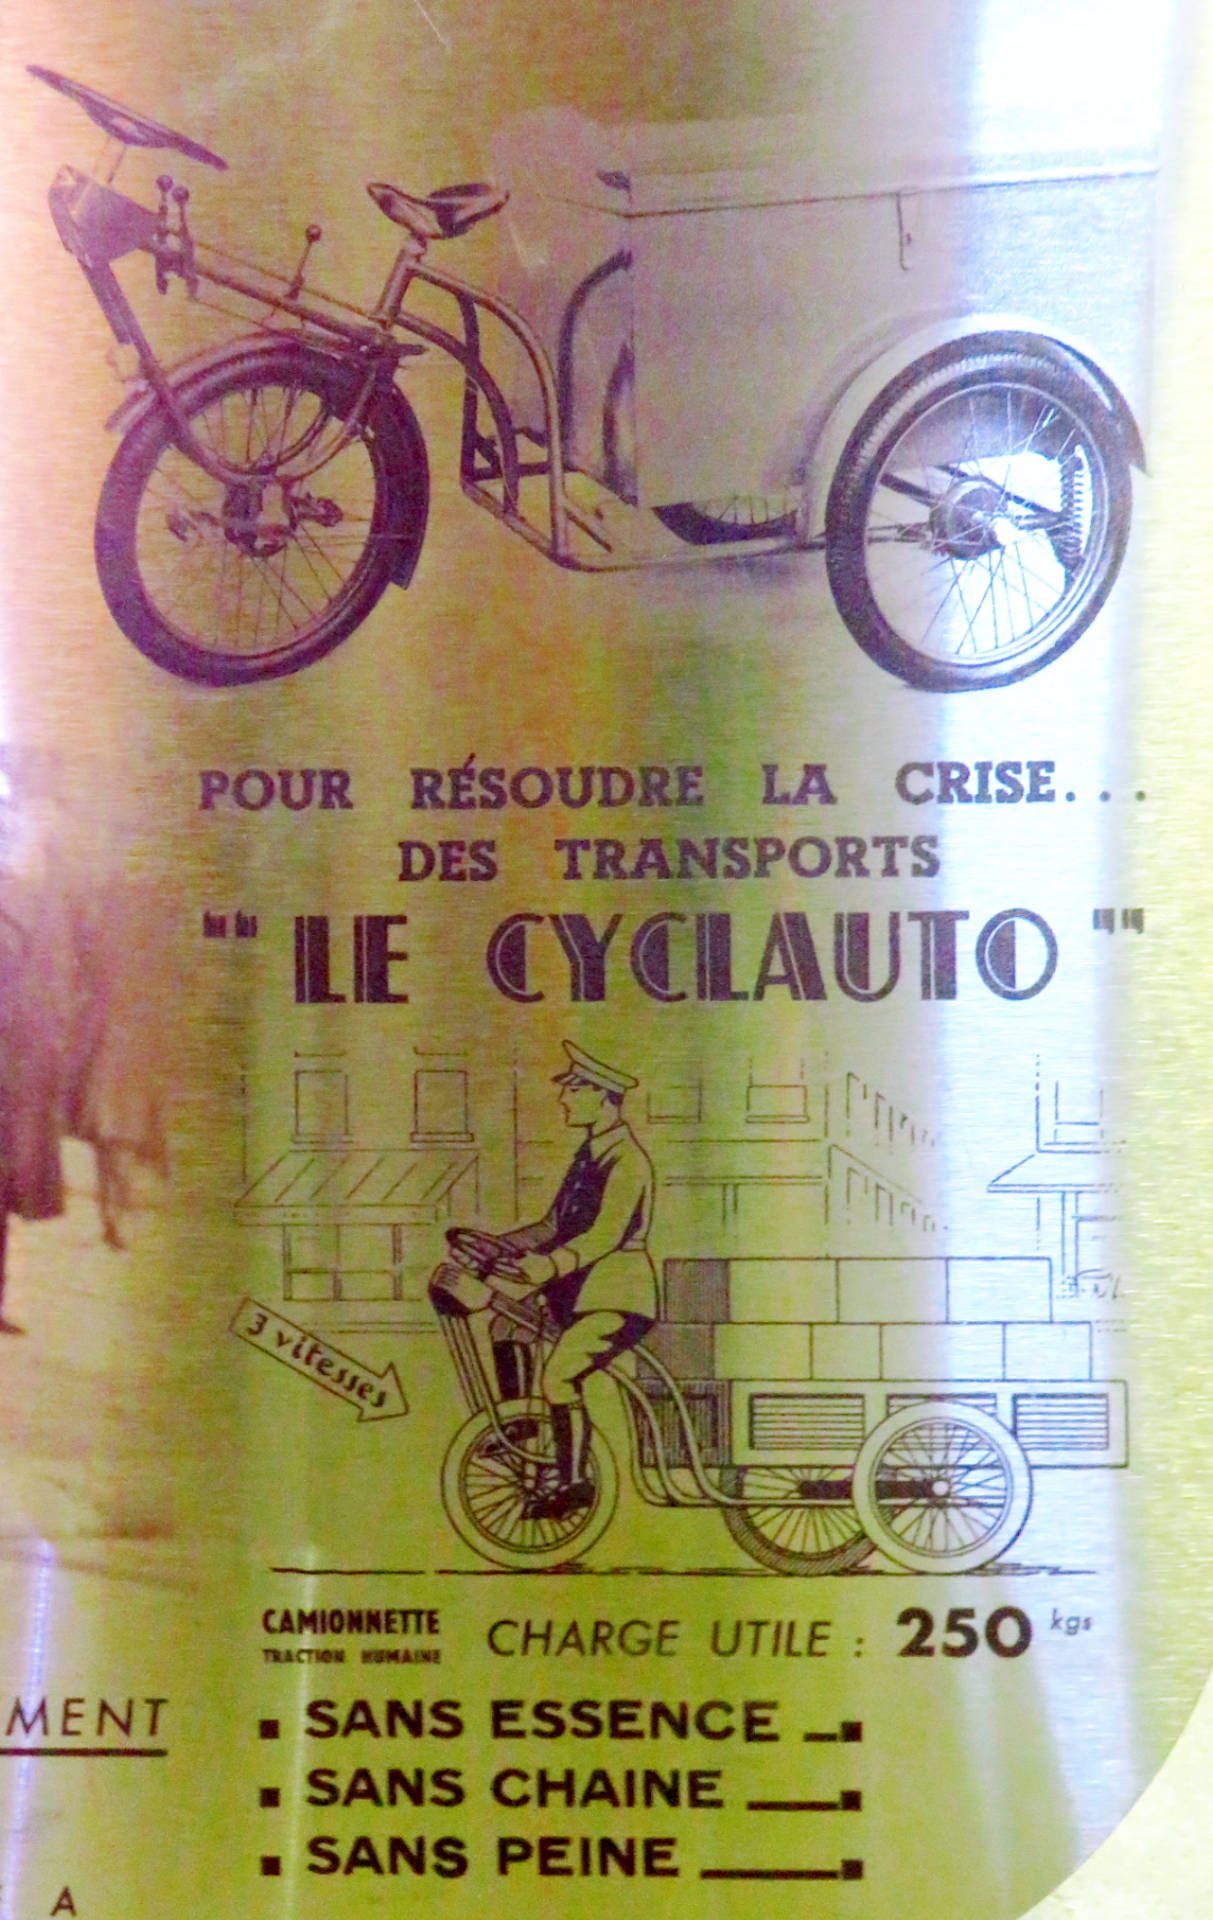 POUR RÉSOUDRE LA CRISE...
DES TRANSPORTS
"" LE CYCLAUTO ""
3 vitesses
CAMIONNETTE
TRACTION HUMAINE
CHARGE UTILE : 250 kgs
MENT
▪ SANS ESSENCE
▪ SANS CHAINE
▪ SANS PEINE
A